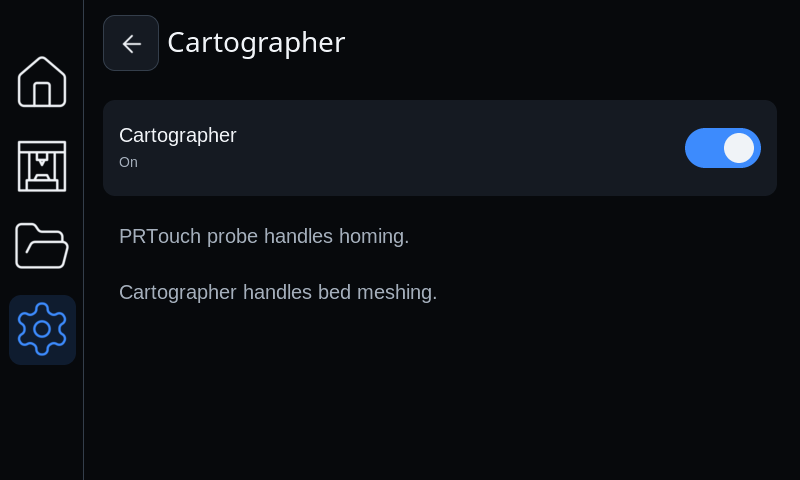 Cartographer
Cartographer
On
PRTouch probe handles homing.
Cartographer handles bed meshing.